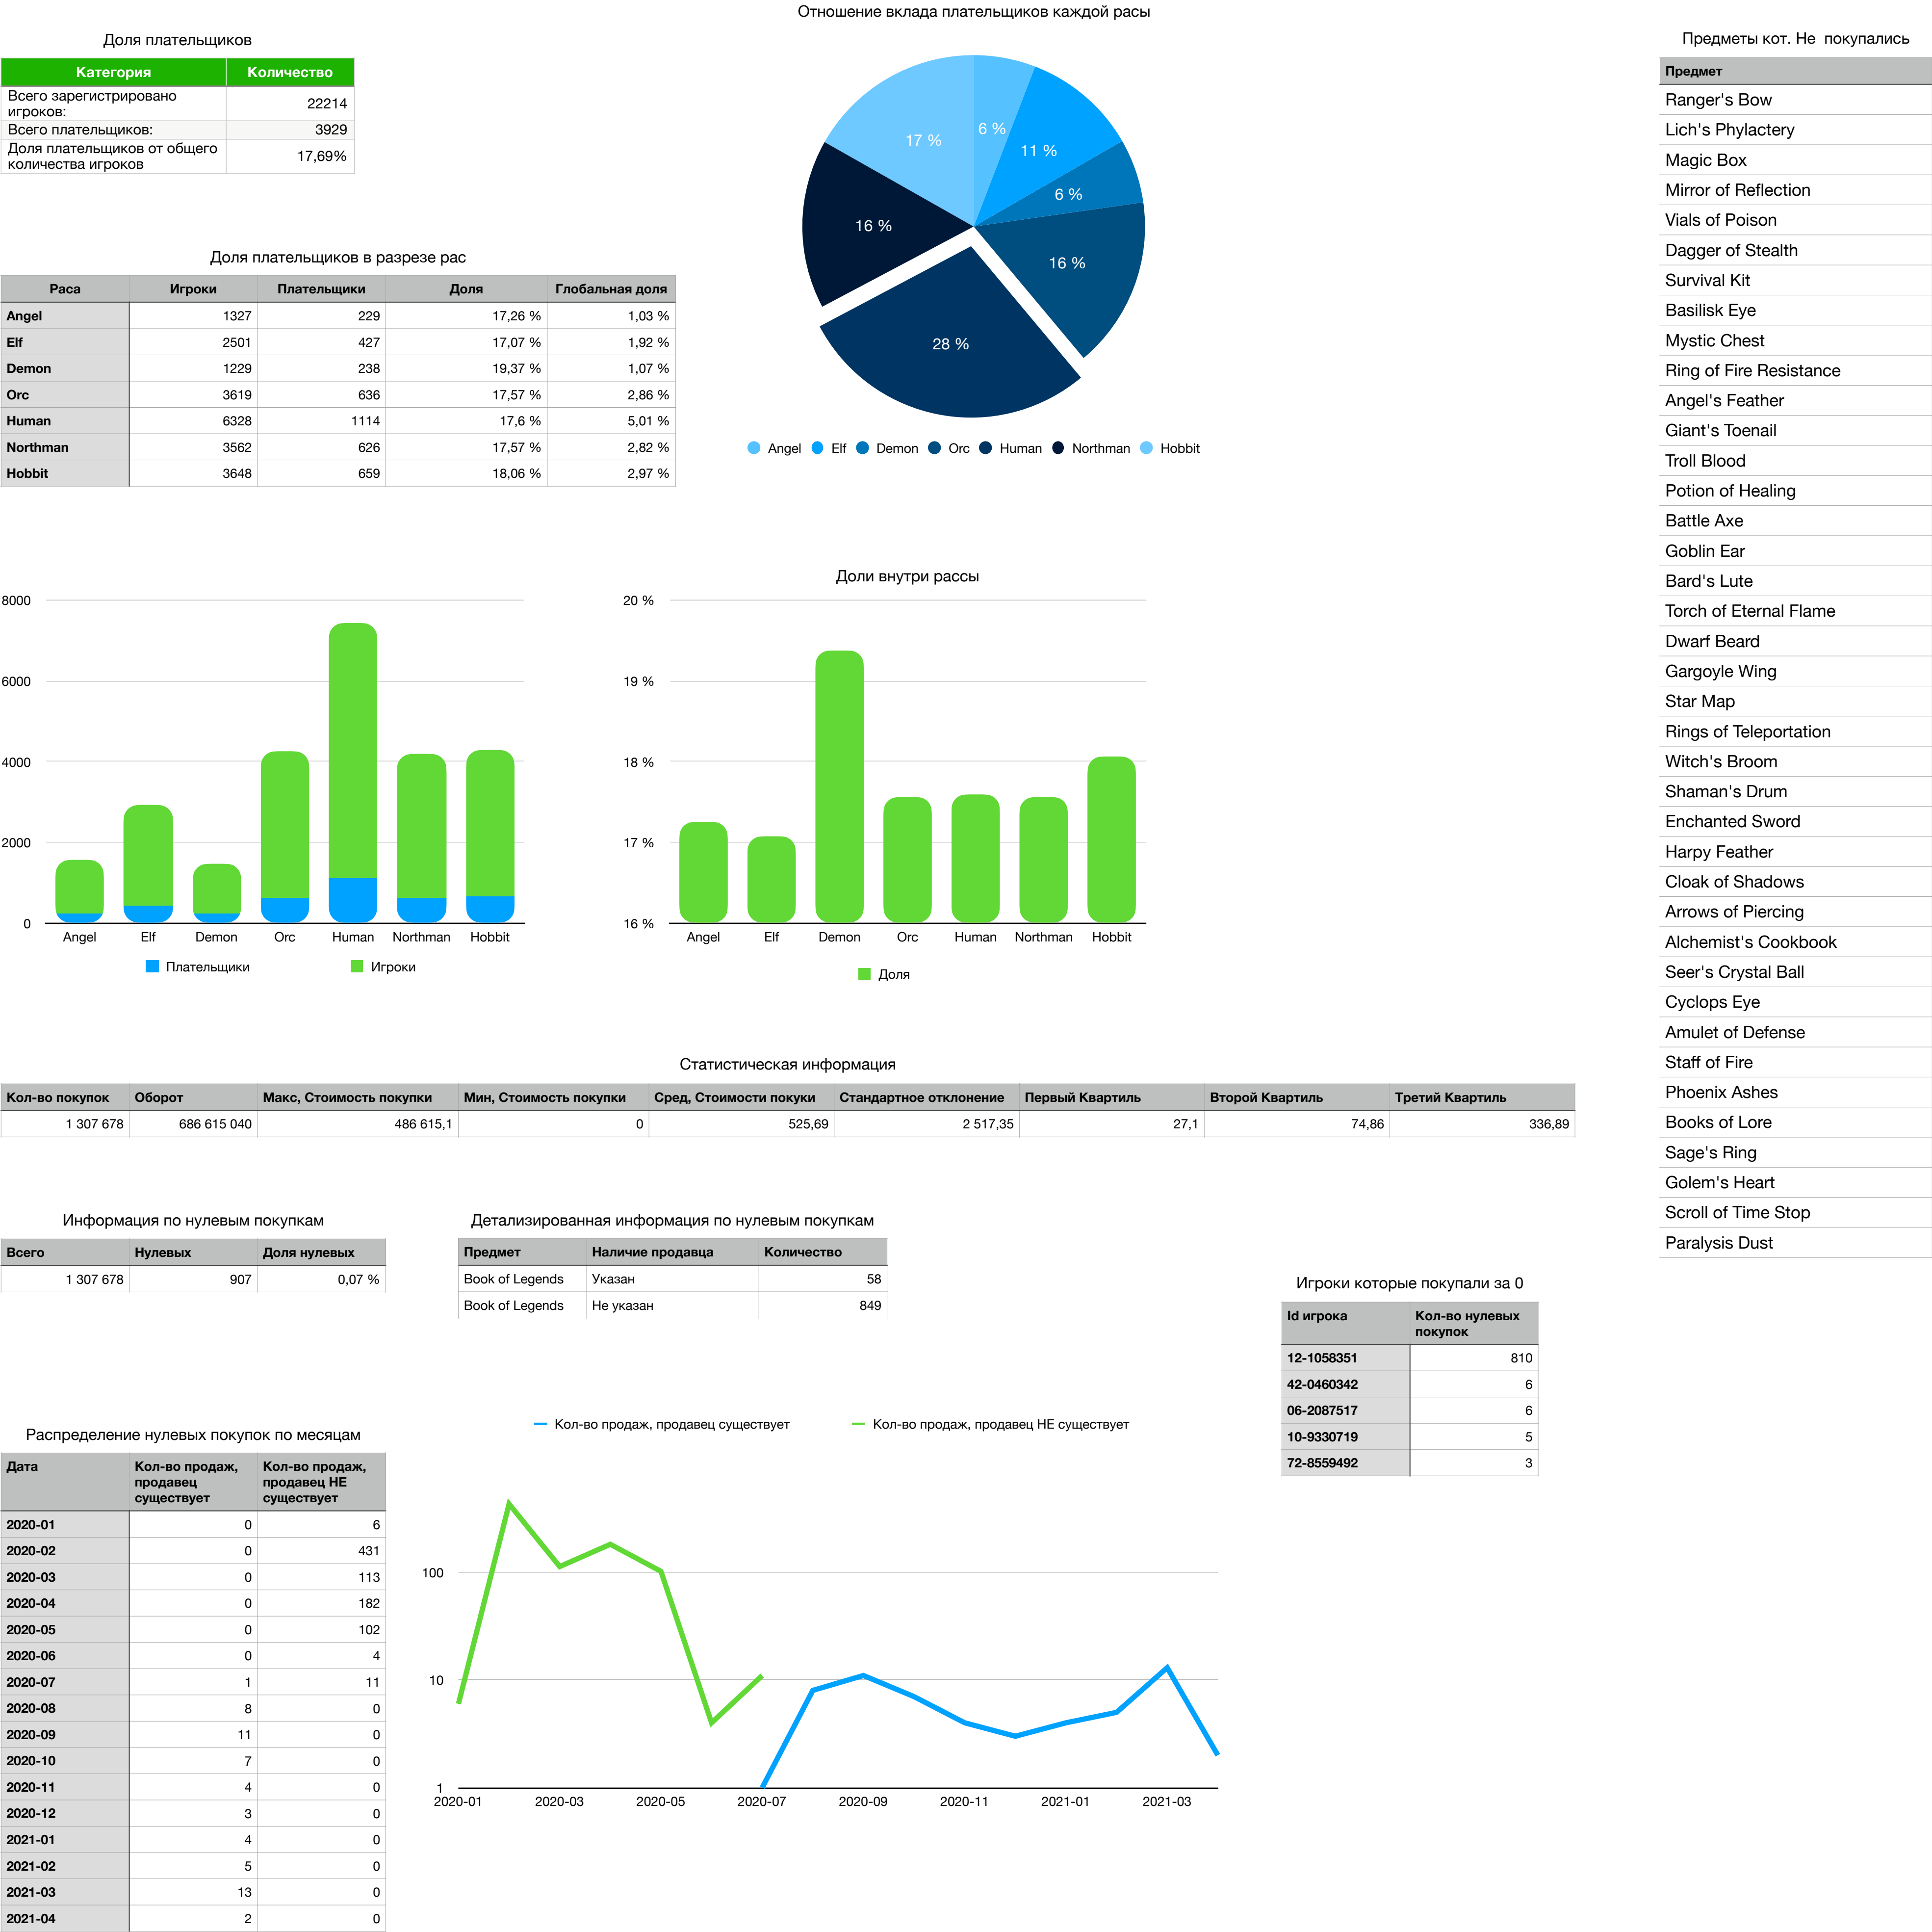 Отношение вклада плательщиков каждой расы
Доля плательщиков
Категория Количество
Всего зарегистрировано игроков: 22214
Всего плательщиков: 3929
Доля плательщиков от общего количества игроков 17,69%
6 %
11 %
6 %
16 %
28 %
16 %
17 %
Angel Elf Demon Orc Human Northman Hobbit
Доля плательщиков в разрезе рас
Раса Игроки Плательщики Доля Глобальная доля
Angel 1327 229 17,26 % 1,03 %
Elf 2501 427 17,07 % 1,92 %
Demon 1229 238 19,37 % 1,07 %
Orc 3619 636 17,57 % 2,86 %
Human 6328 1114 17,6 % 5,01 %
Northman 3562 626 17,57 % 2,82 %
Hobbit 3648 659 18,06 % 2,97 %
8000
6000
4000
2000
0
Angel Elf Demon Orc Human Northman Hobbit
Плательщики Игроки
Доли внутри рассы
20 %
19 %
18 %
17 %
16 %
Angel Elf Demon Orc Human Northman Hobbit
Доля
Статистическая информация
Кол-во покупок Оборот Макс, Стоимость покупки Мин, Стоимость покупки Сред, Стоимости покуки Стандартное отклонение Первый Квартиль Второй Квартиль Третий Квартиль
1 307 678 686 615 040 486 615,1 0 525,69 2 517,35 27,1 74,86 336,89
Информация по нулевым покупкам
Всего Нулевых Доля нулевых
1 307 678 907 0,07 %
Детализированная информация по нулевым покупкам
Предмет Наличие продавца Количество
Book of Legends Указан 58
Book of Legends Не указан 849
Игроки которые покупали за 0
Id игрока Кол-во нулевых покупок
12-1058351 810
42-0460342 6
06-2087517 6
10-9330719 5
72-8559492 3
Распределение нулевых покупок по месяцам
Дата Кол-во продаж, продавец существует Кол-во продаж, продавец НЕ существует
2020-01 0 6
2020-02 0 431
2020-03 0 113
2020-04 0 182
2020-05 0 102
2020-06 0 4
2020-07 1 11
2020-08 8 0
2020-09 11 0
2020-10 7 0
2020-11 4 0
2020-12 3 0
2021-01 4 0
2021-02 5 0
2021-03 13 0
2021-04 2 0
Кол-во продаж, продавец существует Кол-во продаж, продавец НЕ существует
100
10
1
2020-01 2020-03 2020-05 2020-07 2020-09 2020-11 2021-01 2021-03
Предметы кот. Не покупались
Предмет
Ranger's Bow
Lich's Phylactery
Magic Box
Mirror of Reflection
Vials of Poison
Dagger of Stealth
Survival Kit
Basilisk Eye
Mystic Chest
Ring of Fire Resistance
Angel's Feather
Giant's Toenail
Troll Blood
Potion of Healing
Battle Axe
Goblin Ear
Bard's Lute
Torch of Eternal Flame
Dwarf Beard
Gargoyle Wing
Star Map
Rings of Teleportation
Witch's Broom
Shaman's Drum
Enchanted Sword
Harpy Feather
Cloak of Shadows
Arrows of Piercing
Alchemist's Cookbook
Seer's Crystal Ball
Cyclops Eye
Amulet of Defense
Staff of Fire
Phoenix Ashes
Books of Lore
Sage's Ring
Golem's Heart
Scroll of Time Stop
Paralysis Dust